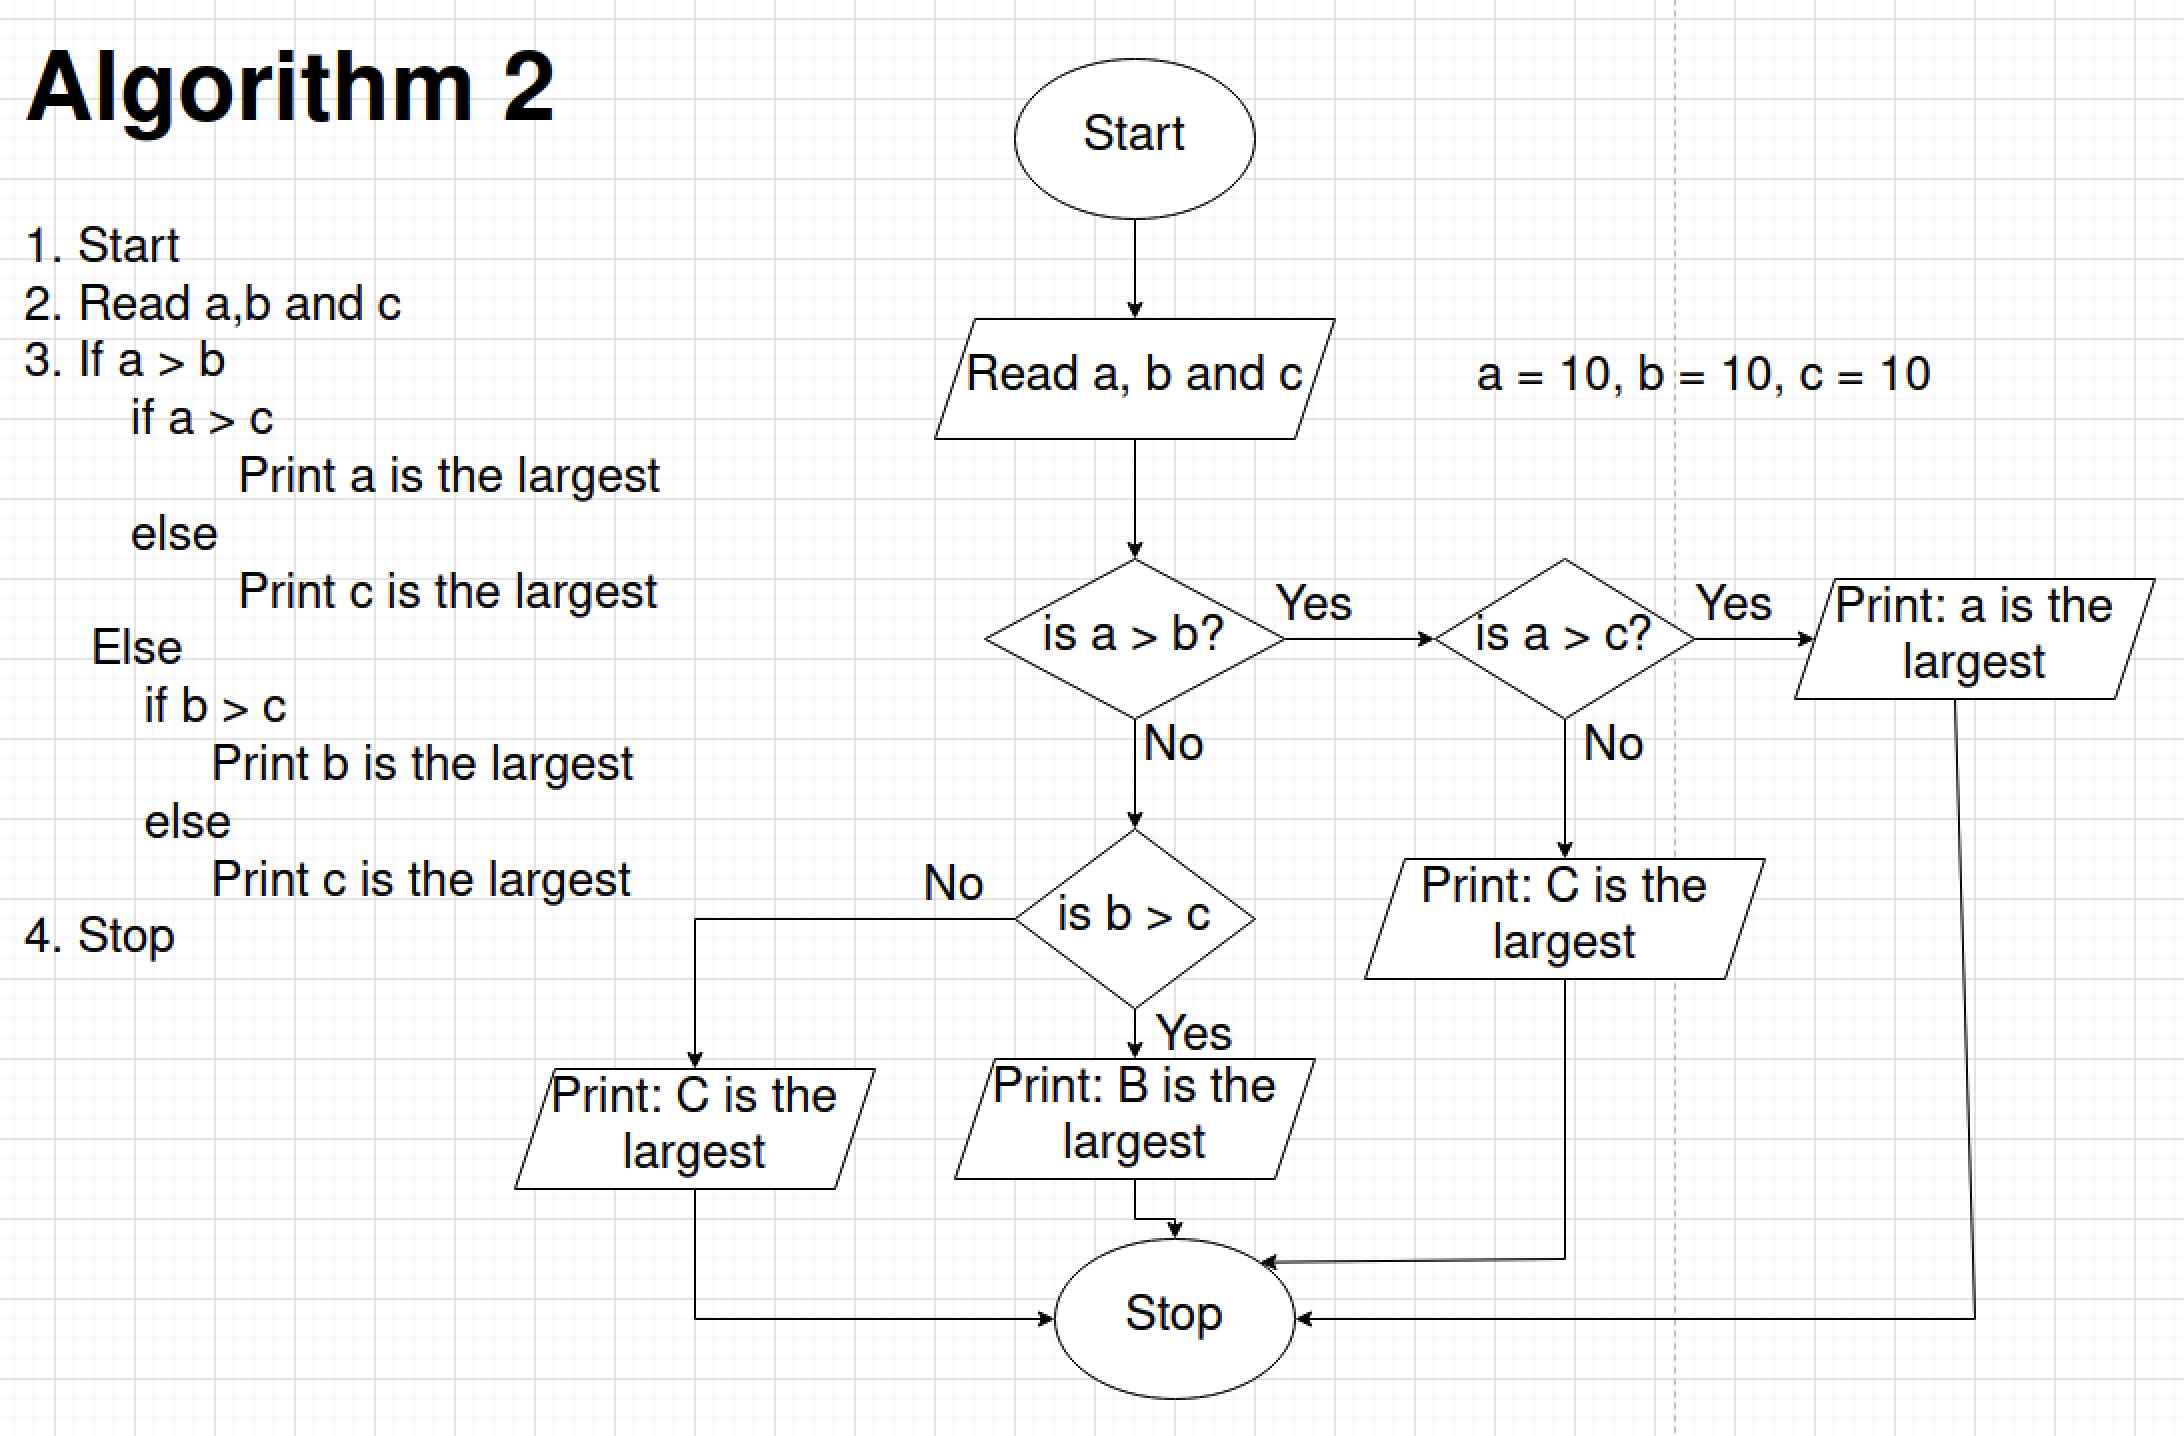 Algorithm 2
1. Start
2. Read a,b and c
3. If a > b
if a > c
Print a is the largest
else
Print c is the largest
Else
if b > c
Print b is the largest
else
Print c is the largest
4. Stop
Start
Read a, b and c
a = 10, b = 10, c = 10
is a > b?
Yes
is a > c?
Yes
Print: a is the
largest
No
No
is b > c
No
Print: C is the
largest
Yes
Print: C is the
largest
Print: B is the
largest
Stop